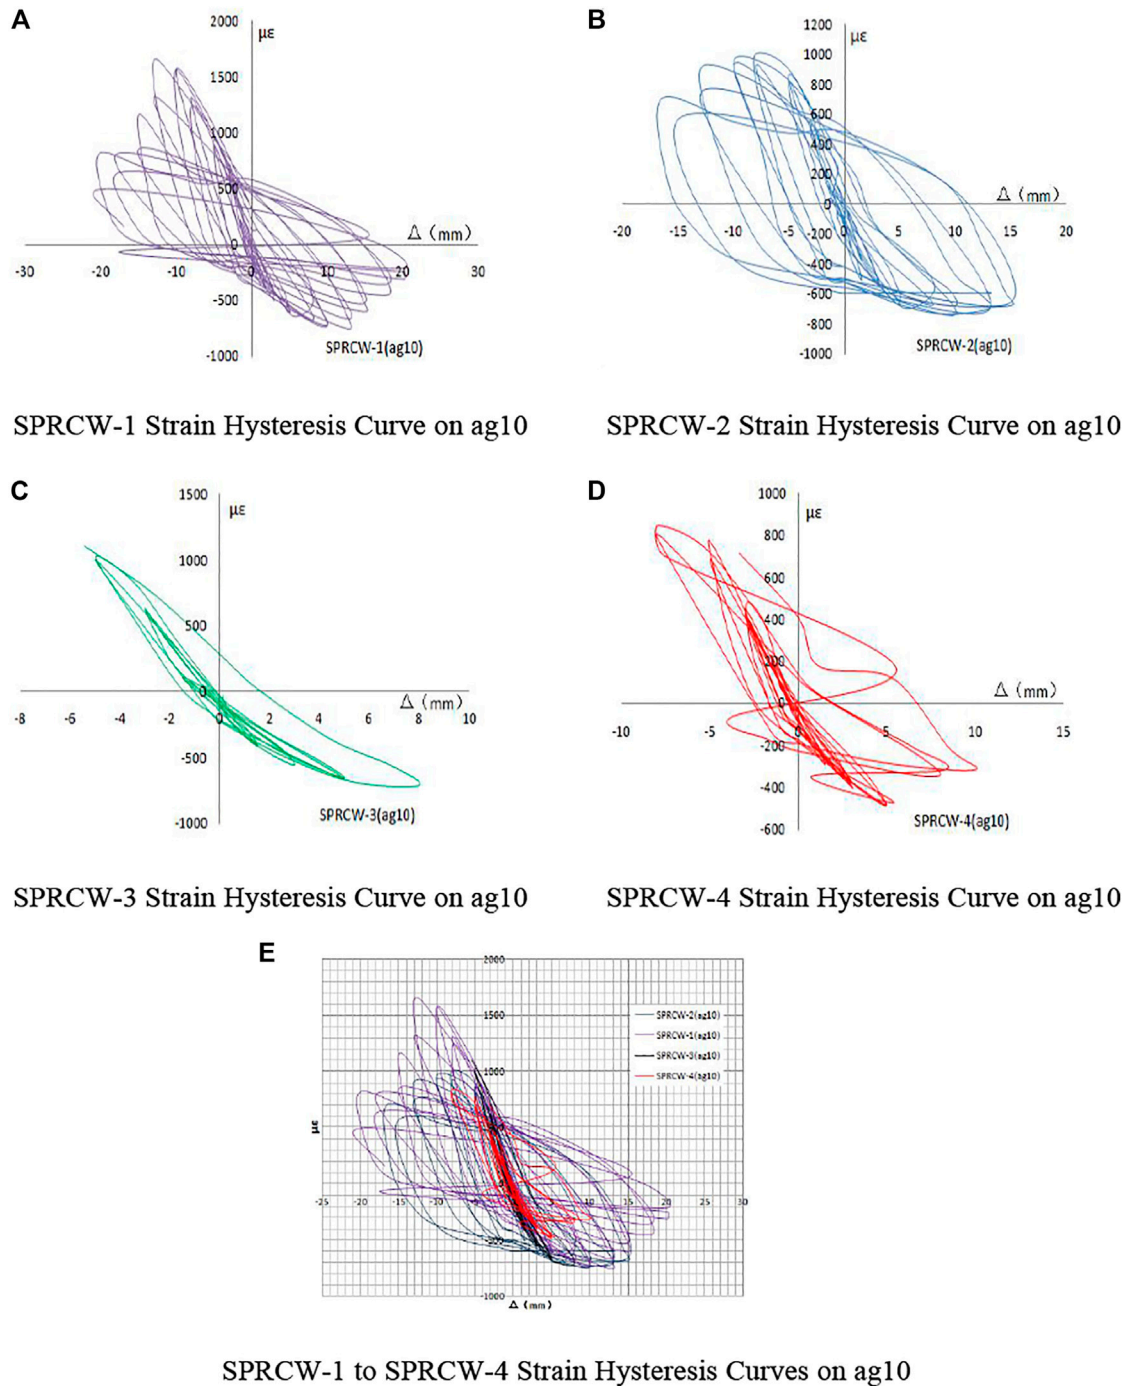 A
2000
με
1500
1000
500
0
Δ (mm)
-30 -20 -10 0 10 20 30
-500
-1000
SPRCW-1(ag10)
SPRCW-1 Strain Hysteresis Curve on ag10
B
1200
με
1000
800
600
400
200
0
Δ (mm)
-20 -15 -10 -5 0 5 10 15 20
-200
-400
-600
-800
-1000
SPRCW-2(ag10)
SPRCW-2 Strain Hysteresis Curve on ag10
C
1500
με
1000
500
0
Δ (mm)
-8 -6 -4 -2 0 2 4 6 8 10
-500
-1000
SPRCW-3(ag10)
SPRCW-3 Strain Hysteresis Curve on ag10
D
1000
με
800
600
400
200
0
Δ (mm)
-10 -5 0 5 10 15
-200
-400
-600
SPRCW-4(ag10)
SPRCW-4 Strain Hysteresis Curve on ag10
E
2000
1500
1000
με
-25 -20 -15 -10 10 15 20 25 30
-1000
Δ (mm)
SPRCW-2(ag10)
SPRCW-1(ag10)
SPRCW-3(ag10)
SPRCW-4(ag10)
SPRCW-1 to SPRCW-4 Strain Hysteresis Curves on ag10